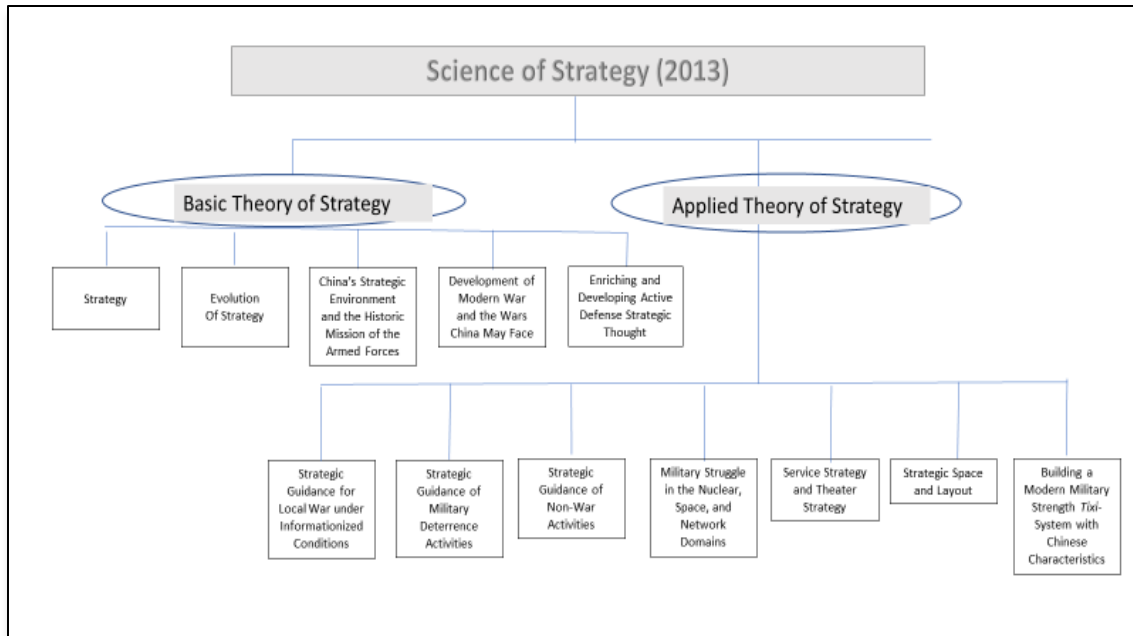 Science of Strategy (2013)
Basic Theory of Strategy
Applied Theory of Strategy
Strategy
Evolution
Of Strategy
China's Strategic
Environment
and the Historic
Mission of the
Armed Forces
Development of
Modern War
and the Wars
China May Face
Enriching and
Developing Active
Defense Strategic
Thought
Strategic
Guidance for
Local War under
Informationized
Conditions
Strategic
Guidance of
Military
Deterrence
Activities
Strategic
Guidance of
Non-War
Activities
Military Struggle
in the Nuclear,
Space, and
Network
Domains
Service Strategy
and Theater
Strategy
Strategic Space
and Layout
Building a
Modern Military
Strength Tixi-
System with
Chinese
Characteristics